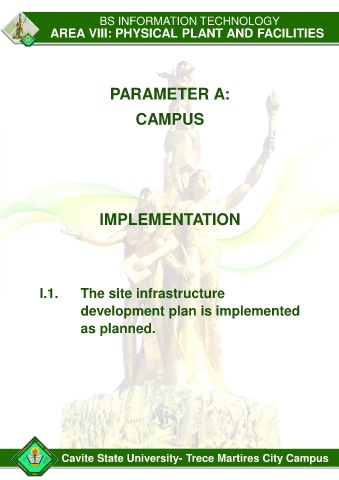 BS INFORMATION TECHNOLOGY
AREA VIII: PHYSICAL PLANT AND FACILITIES
PARAMETER A:
CAMPUS
IMPLEMENTATION
I.1. The site infrastructure
development plan is implemented
as planned.
Cavite State University- Trece Martires City Campus